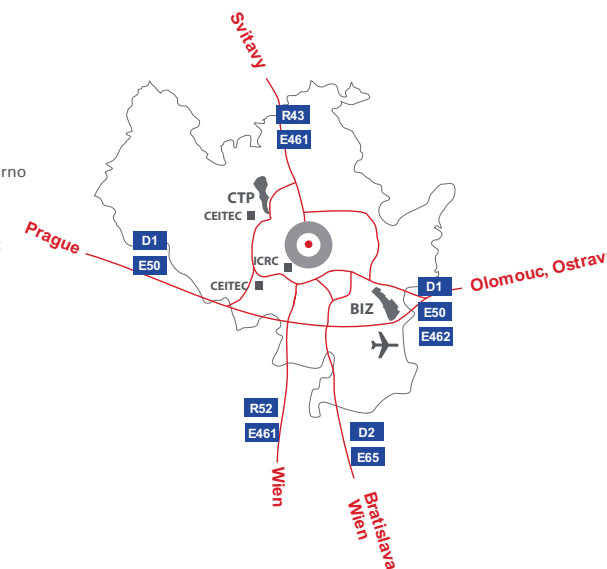 Svitavy
R43
E461
rno
CTP
CEITEC
Prague
D1
E50
ICRC
CEITEC
Olomouc, Ostrav
D1
E50
E462
BIZ
R52
E461
D2
E65
Wien
Bratislava
Wien